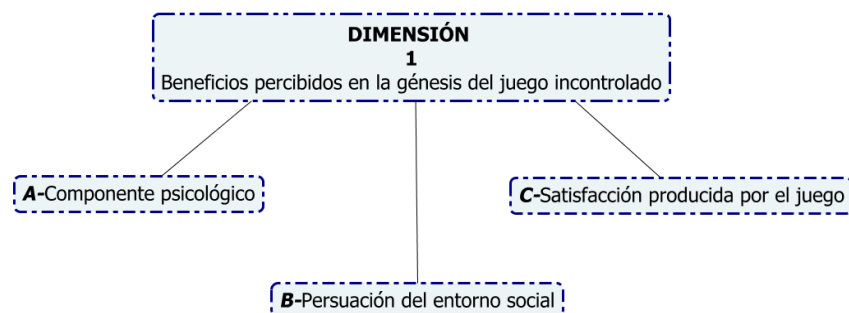 DIMENSIÓN
1
Beneficios percibidos en la génesis del juego incontrolado
A-Componente psicológico
C-Satisfacción producida por el juego
B-Persuación del entorno social